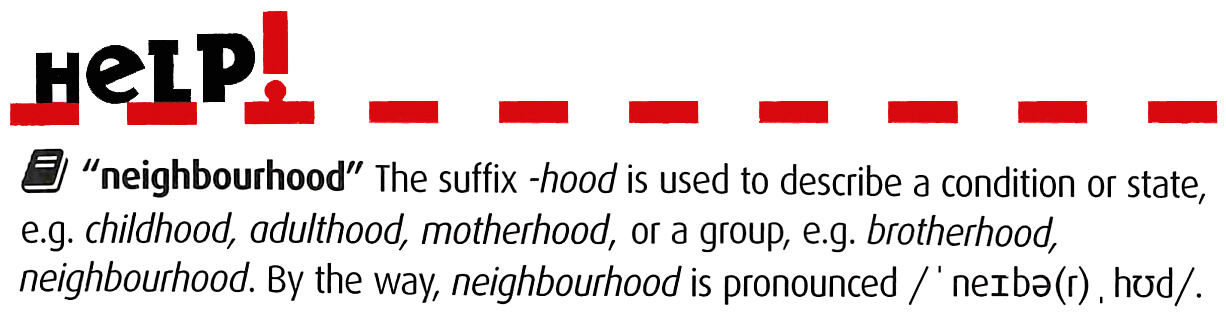 HeLP!
“neighbourhood” The suffix -hood is used to describe a condition or state,
e.g. childhood, adulthood, motherhood, or a group, e.g. brotherhood,
neighbourhood. By the way, neighbourhood is pronounced /ˈneɪbə(r)ˌhʊd/.